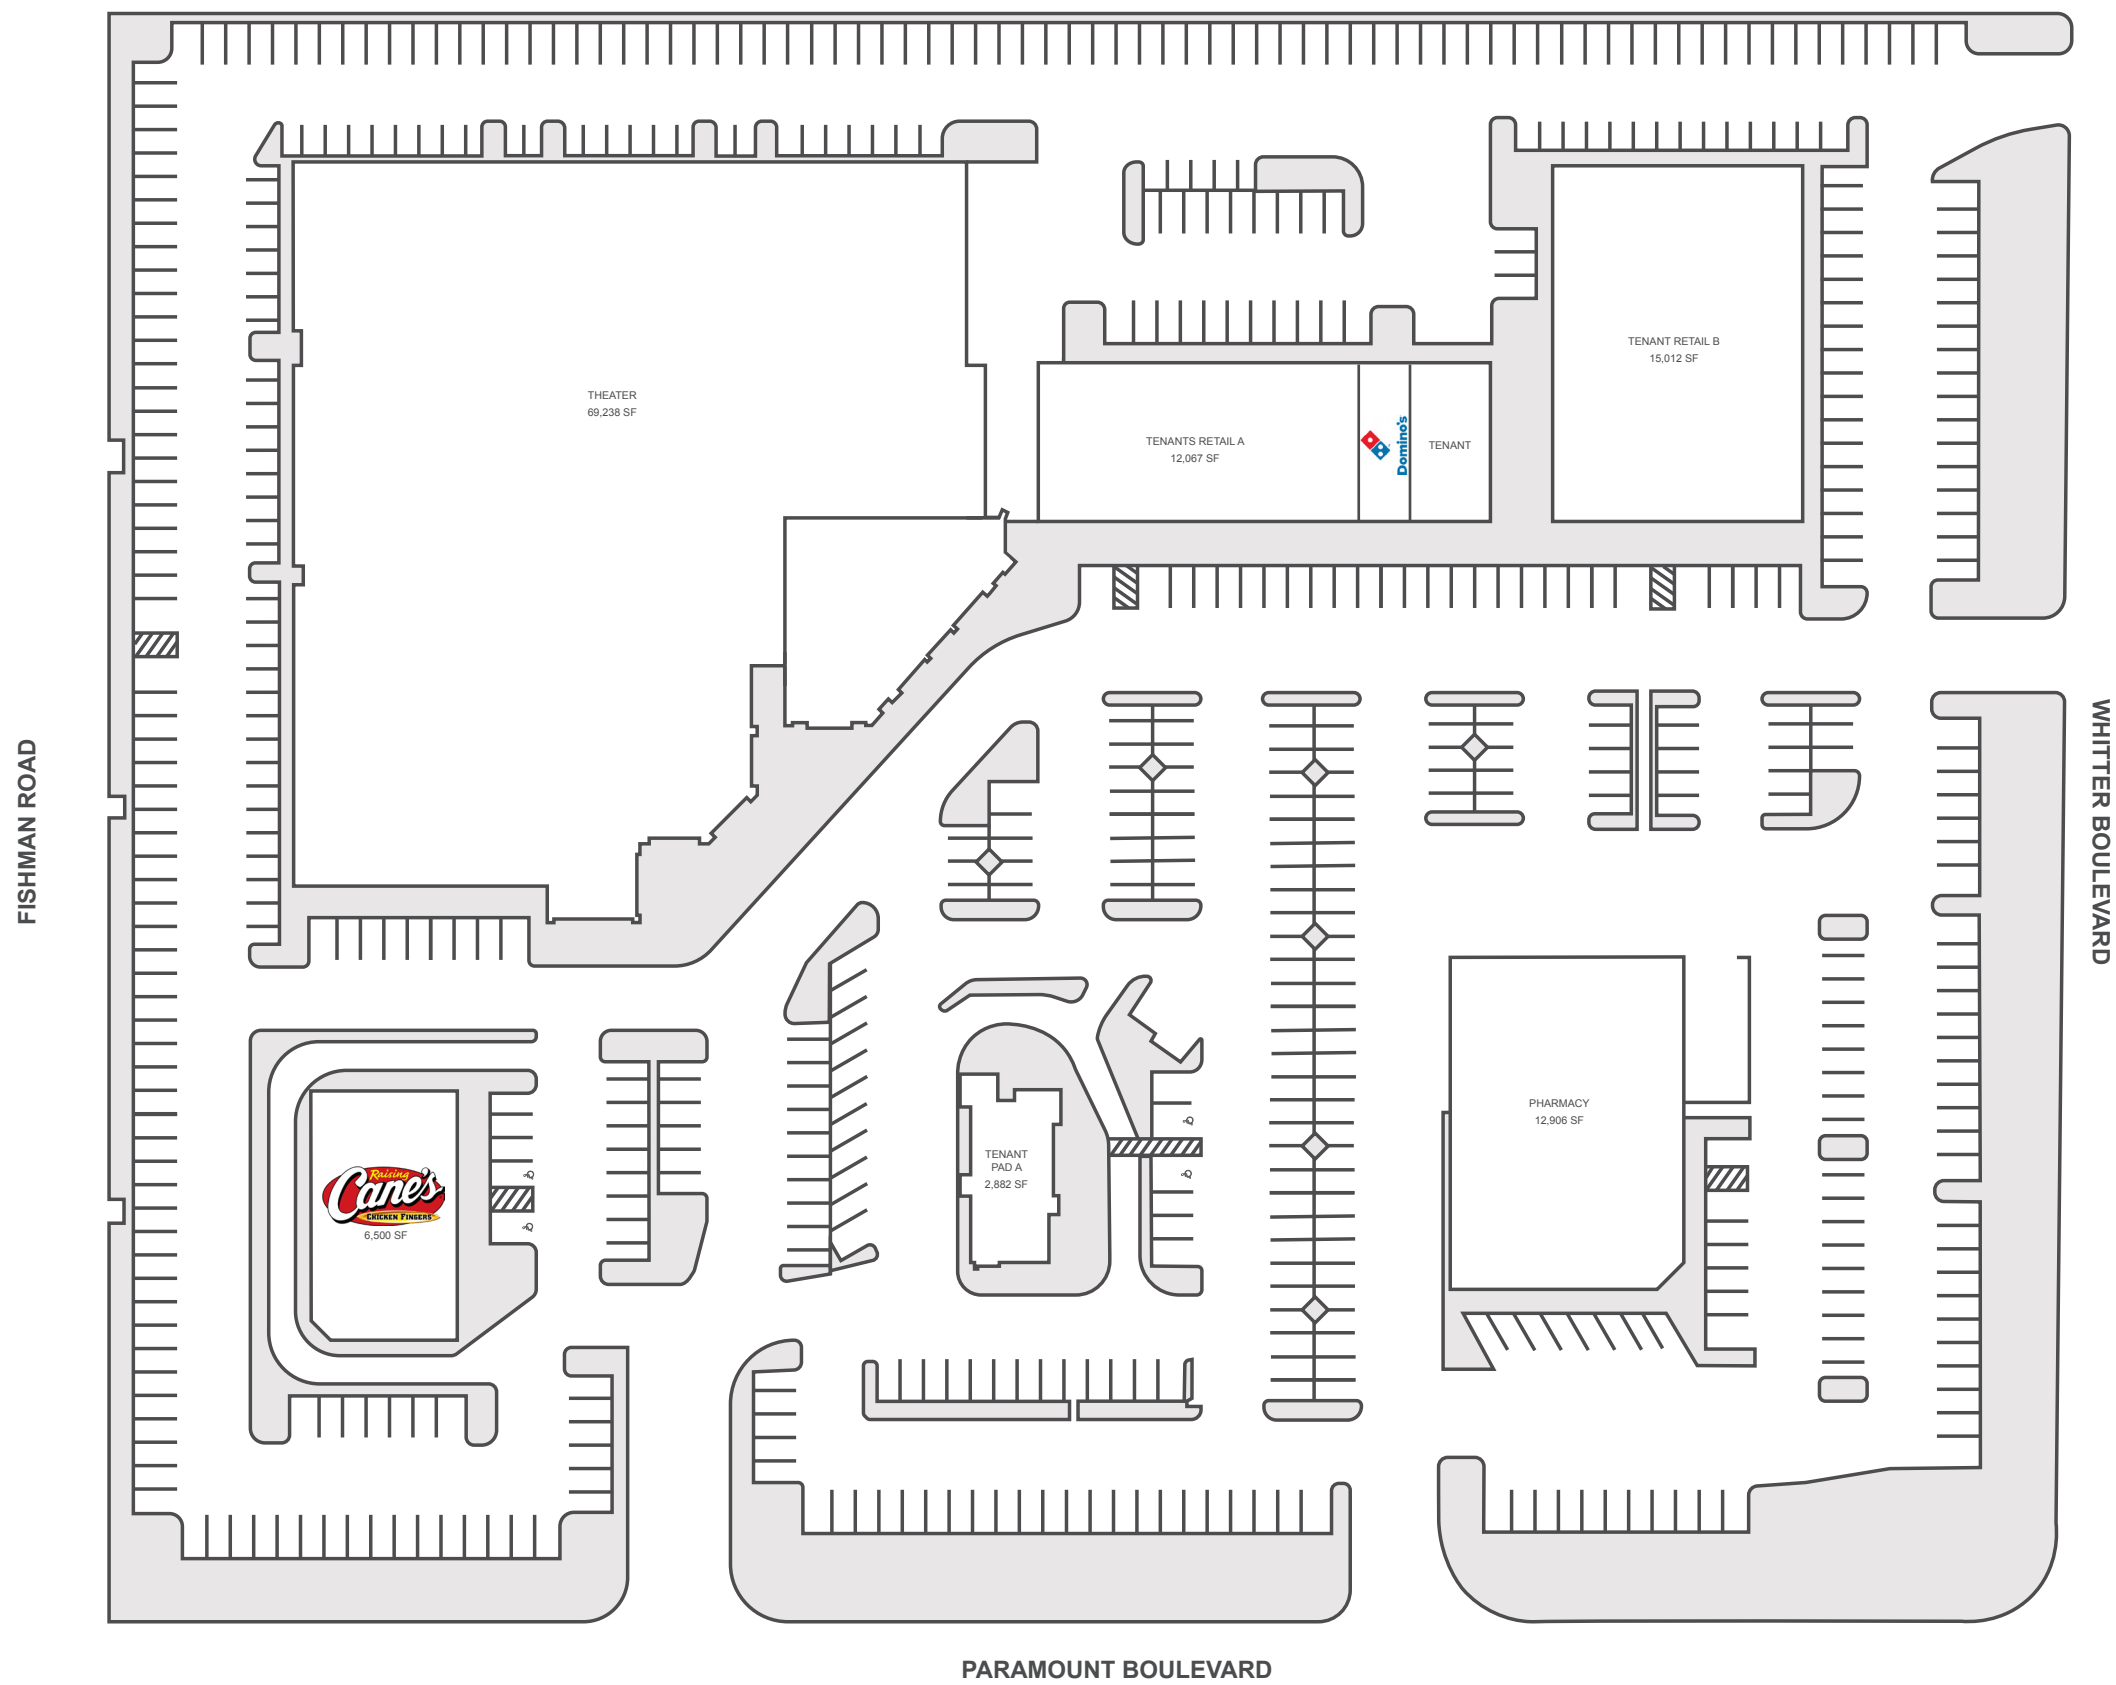 THEATER
69,238 SF
TENANT RETAIL B
15,012 SF
TENANTS RETAIL A
12,067 SF
Domino's
TENANT
FISHMAN ROAD
WHITTER BOULEVARD
PHARMACY
12,906 SF
TENANT
PAD A
2,882 SF
Raising
Cane's
CHICKEN FINGERS
6,500 SF
PARAMOUNT BOULEVARD